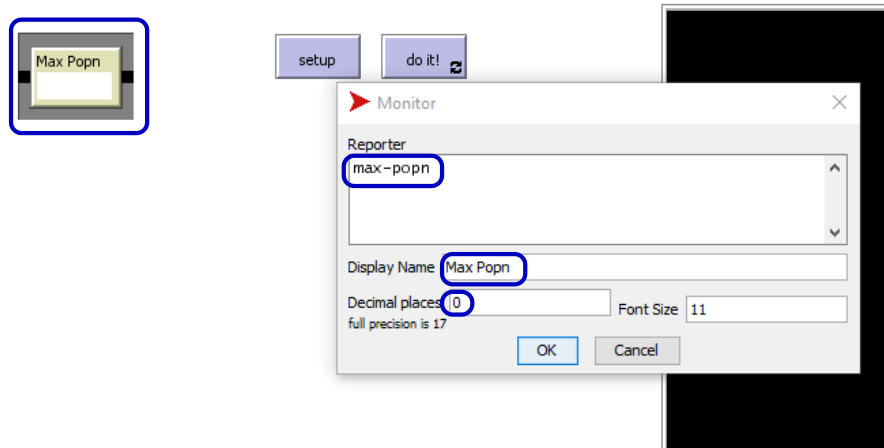 Max Popn
setup
do it!
Monitor
Reporter
max-popn
Display Name Max Popn
Decimal places 0
Font Size 11
full precision is 17
OK
Cancel